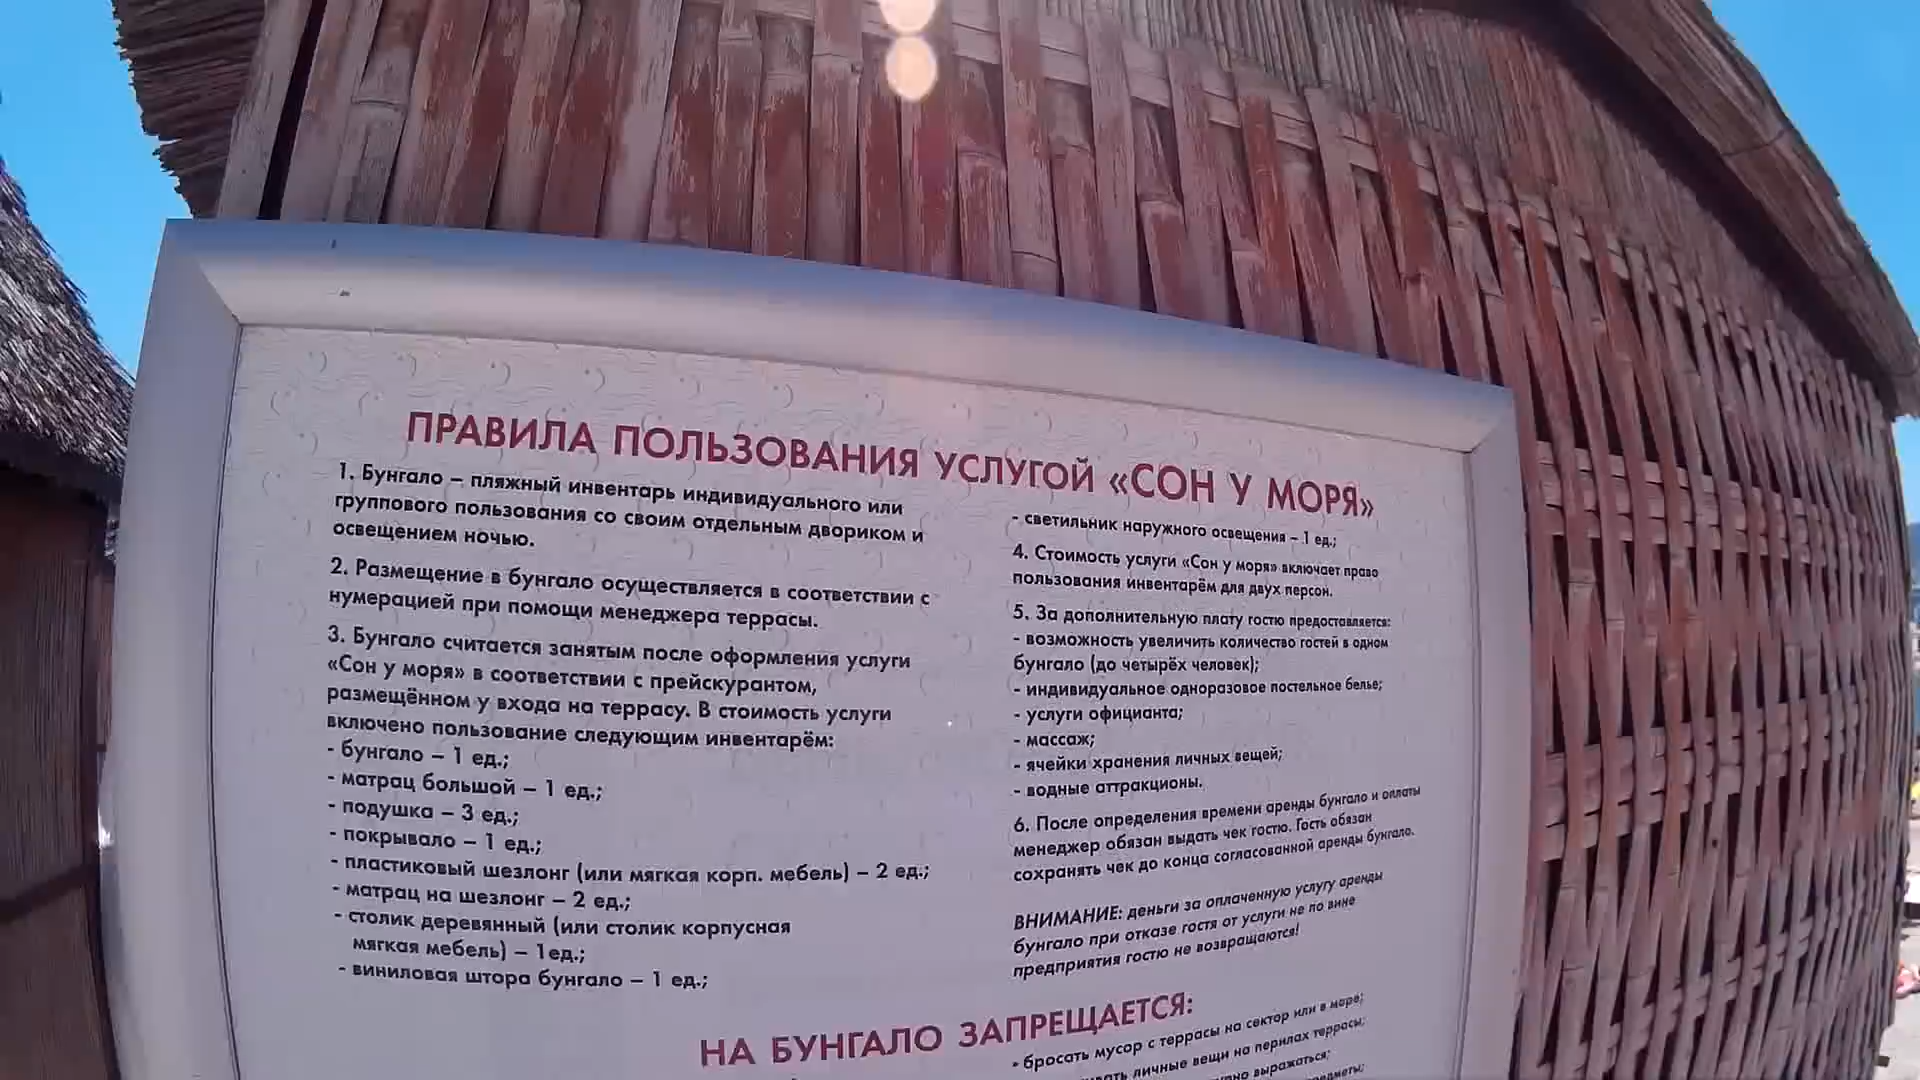 ПРАВИЛА ПОЛЬЗОВАНИЯ УСЛУГОЙ «СОН У МОРЯ»
1. Бунгало – пляжный инвентарь индивидуального или
группового пользования со своим отдельным двориком и
освещением ночью.
2. Размещение в бунгало осуществляется в соответствии с
нумерацией при помощи менеджера террасы.
3. Бунгало считается занятым после оформления услуги
«Сон у моря» в соответствии с прейскурантом,
размещённом у входа на террасу. В стоимость услуги
включено пользование следующим инвентарём:
- бунгало – 1 ед.;
- матрац большой – 1 ед.;
- подушка – 3 ед.;
- покрывало – 1 ед.;
- пластиковый шезлонг (или мягкая корп. мебель) – 2 ед.;
- матрац на шезлонг – 2 ед.;
- столик деревянный (или столик корпусная
мягкая мебель) – 1ед.;
- виниловая штора бунгало – 1 ед.;
- светильник наружного освещения – 1 ед.;
4. Стоимость услуги «Сон у моря» включает право
пользования инвентарём для двух персон.
5. За дополнительную плату гостю предоставляется:
- возможность увеличить количество гостей в одном
бунгало (до четырёх человек);
- индивидуальное одноразовое постельное белье;
- услуги официанта;
- массаж;
- ячейки хранения личных вещей;
- водные аттракционы.
6. После определения времени аренды бунгало и оплаты
менеджер обязан выдать чек гостю. Гость обязан
сохранять чек до конца согласованной аренды бунгало.
ВНИМАНИЕ: деньги за оплаченную услугу аренды
бунгало при отказе гостя от услуги не по вине
предприятия гостю не возвращаются!
НА БУНГАЛО ЗАПРЕЩАЕТСЯ:
- бросать мусор с террасы на сектор или в море;
личные вещи на перилах террасы;
выражаться;